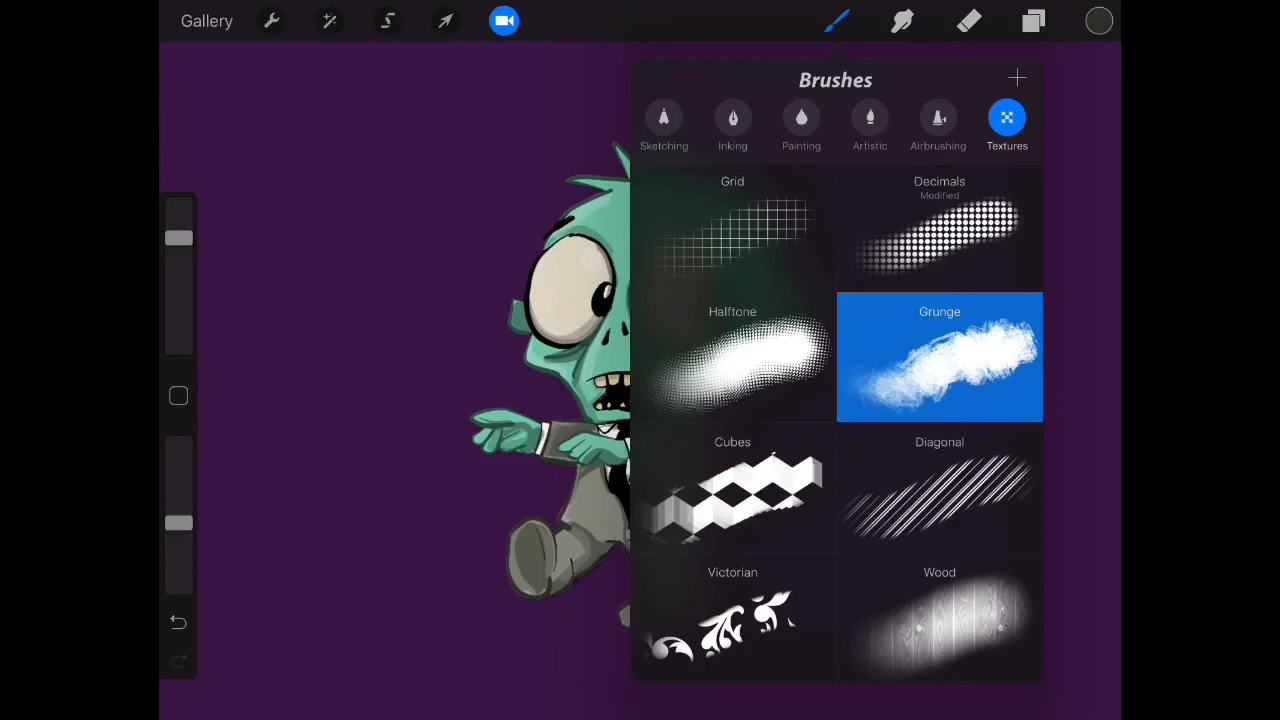 Gallery
Brushes
Sketching Inking Painting Artistic Airbrushing Textures
Grid Decimals
Modified
Halftone Grunge
Cubes Diagonal
Victorian Wood